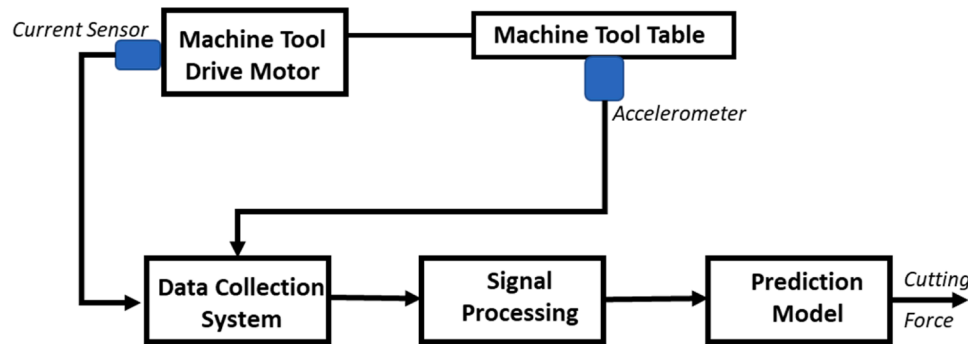 Current Sensor
Machine Tool
Drive Motor
Machine Tool Table
Accelerometer
Data Collection
System
Signal
Processing
Prediction
Model
Cutting
Force